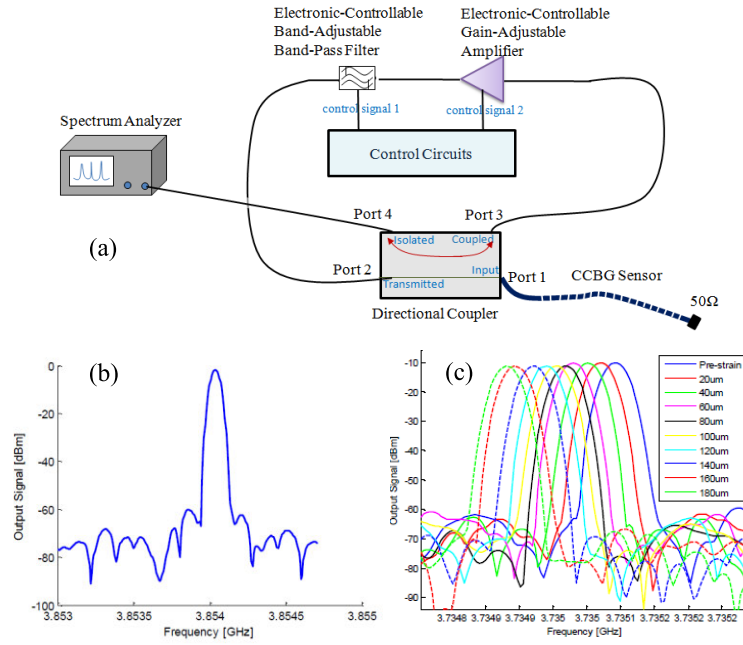 Electronic-Controllable
Band-Adjustable
Band-Pass Filter
Electronic-Controllable
Gain-Adjustable
Amplifier
control signal 1
control signal 2
Spectrum Analyzer
Control Circuits
(a)
Port 4
Port 3
Isolated
Coupled
Port 2
Input
Port 1
Transmitted
CCBG Sensor
50Ω
Directional Coupler
(b)
0
-20
-40
-60
-80
-100
Output Signal [dBm]
3.853
3.8535
3.854
3.8545
3.855
Frequency [GHz]
(c)
-10
-20
-30
-40
-50
-60
-70
-80
-90
Output Signal [dBm]
Pre-strain
20um
40um
60um
80um
100um
120um
140um
160um
180um
3.7348
3.7349
3.7349
3.735
3.7351
3.7351
3.7352
3.7352
3.7352
Frequency [GHz]